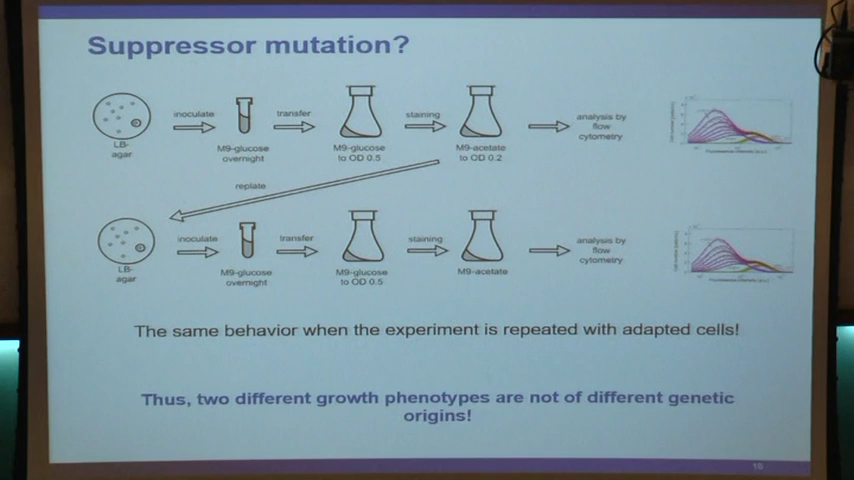 Suppressor mutation?
inoculate
transfer
staining
LB-
agar
M9-glucose
overnight
M9-glucose
to OD 0.5
M9-acetate
to OD 0.2
analysis by
flow
cytometry
replate
inoculate
transfer
staining
LB-
agar
M9-glucose
overnight
M9-glucose
to OD 0.5
M9-acetate
analysis by
flow
cytometry
The same behavior when the experiment is repeated with adapted cells!
Thus, two different growth phenotypes are not of different genetic
origins!